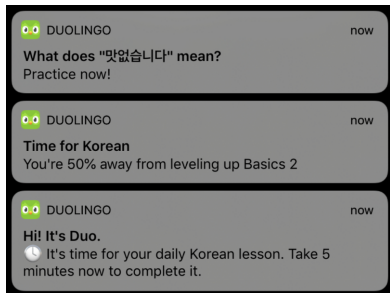 DUOLINGO now
What does "맛없습니다" mean?
Practice now!
DUOLINGO now
Time for Korean
You're 50% away from leveling up Basics 2
DUOLINGO now
Hi! It's Duo.
🕓 It's time for your daily Korean lesson. Take 5
minutes now to complete it.